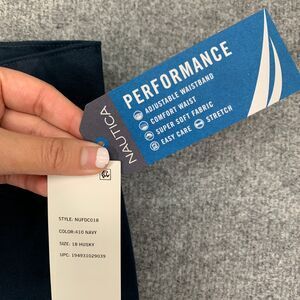 NAUTICA
PERFORMANCE
ADJUSTABLE WAISTBAND
COMFORT WAIST
SUPER SOFT FABRIC
EASY CARE STRETCH
STYLE: NUFDC018
COLOR:410 NAVY
SIZE: 18 HUSKY
UPC: 194931029039